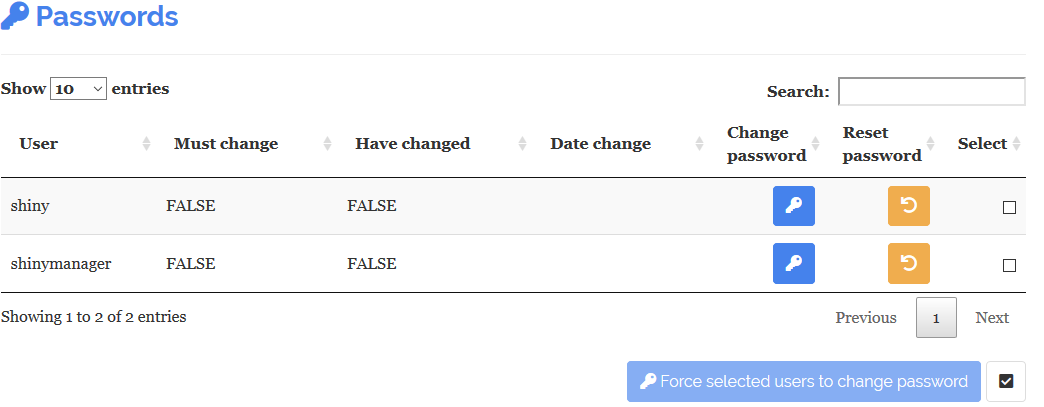 Passwords
Show 10 entries
Search:
User Must change Have changed Date change Change password Reset password Select
shiny FALSE FALSE
shinymanager FALSE FALSE
Showing 1 to 2 of 2 entries
Previous 1 Next
Force selected users to change password